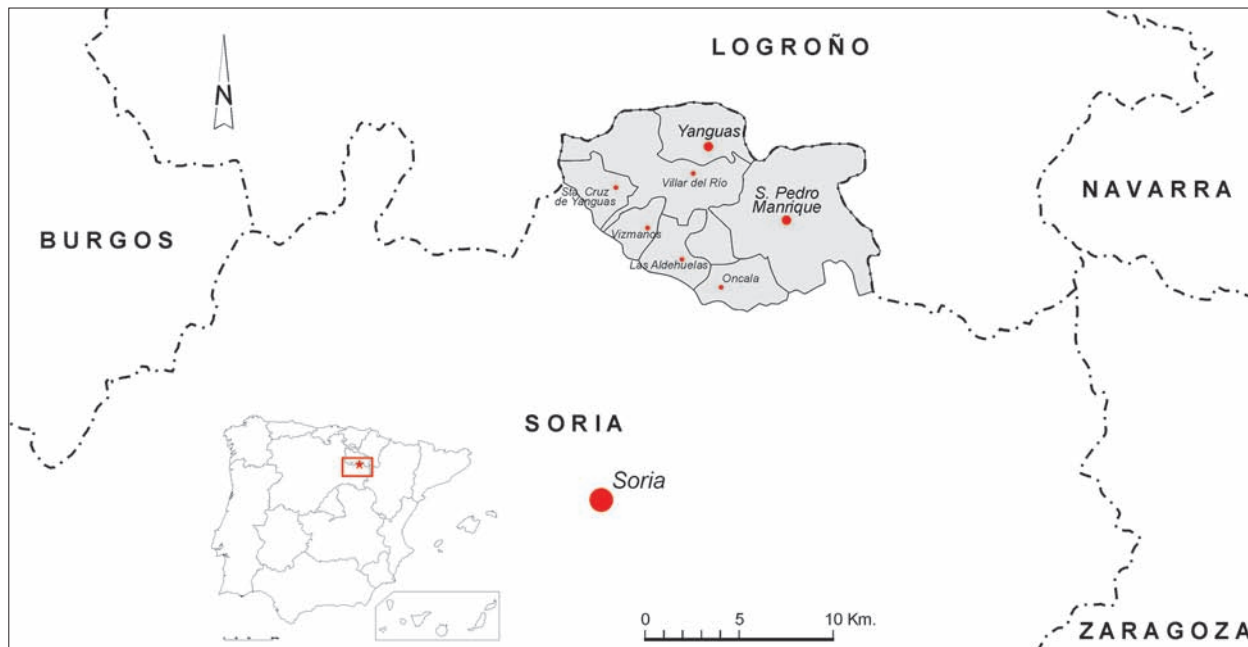 LOGROÑO
N
Yanguas
Villar del Río
Sta. Cruz
de Yanguas
S. Pedro
Manrique
NAVARRA
BURGOS
Vizmanos
Las Aldehuelas
Oncala
SORIA
Soria
0 5 10 Km.
ZARAGOZA